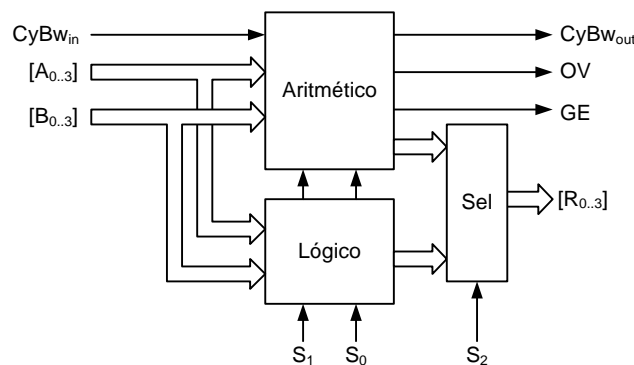 CyBw_in
[A_0..3]
[B_0..3]
Aritmético
CyBw_out
OV
GE
Sel
[R_0..3]
Lógico
S_1
S_0
S_2